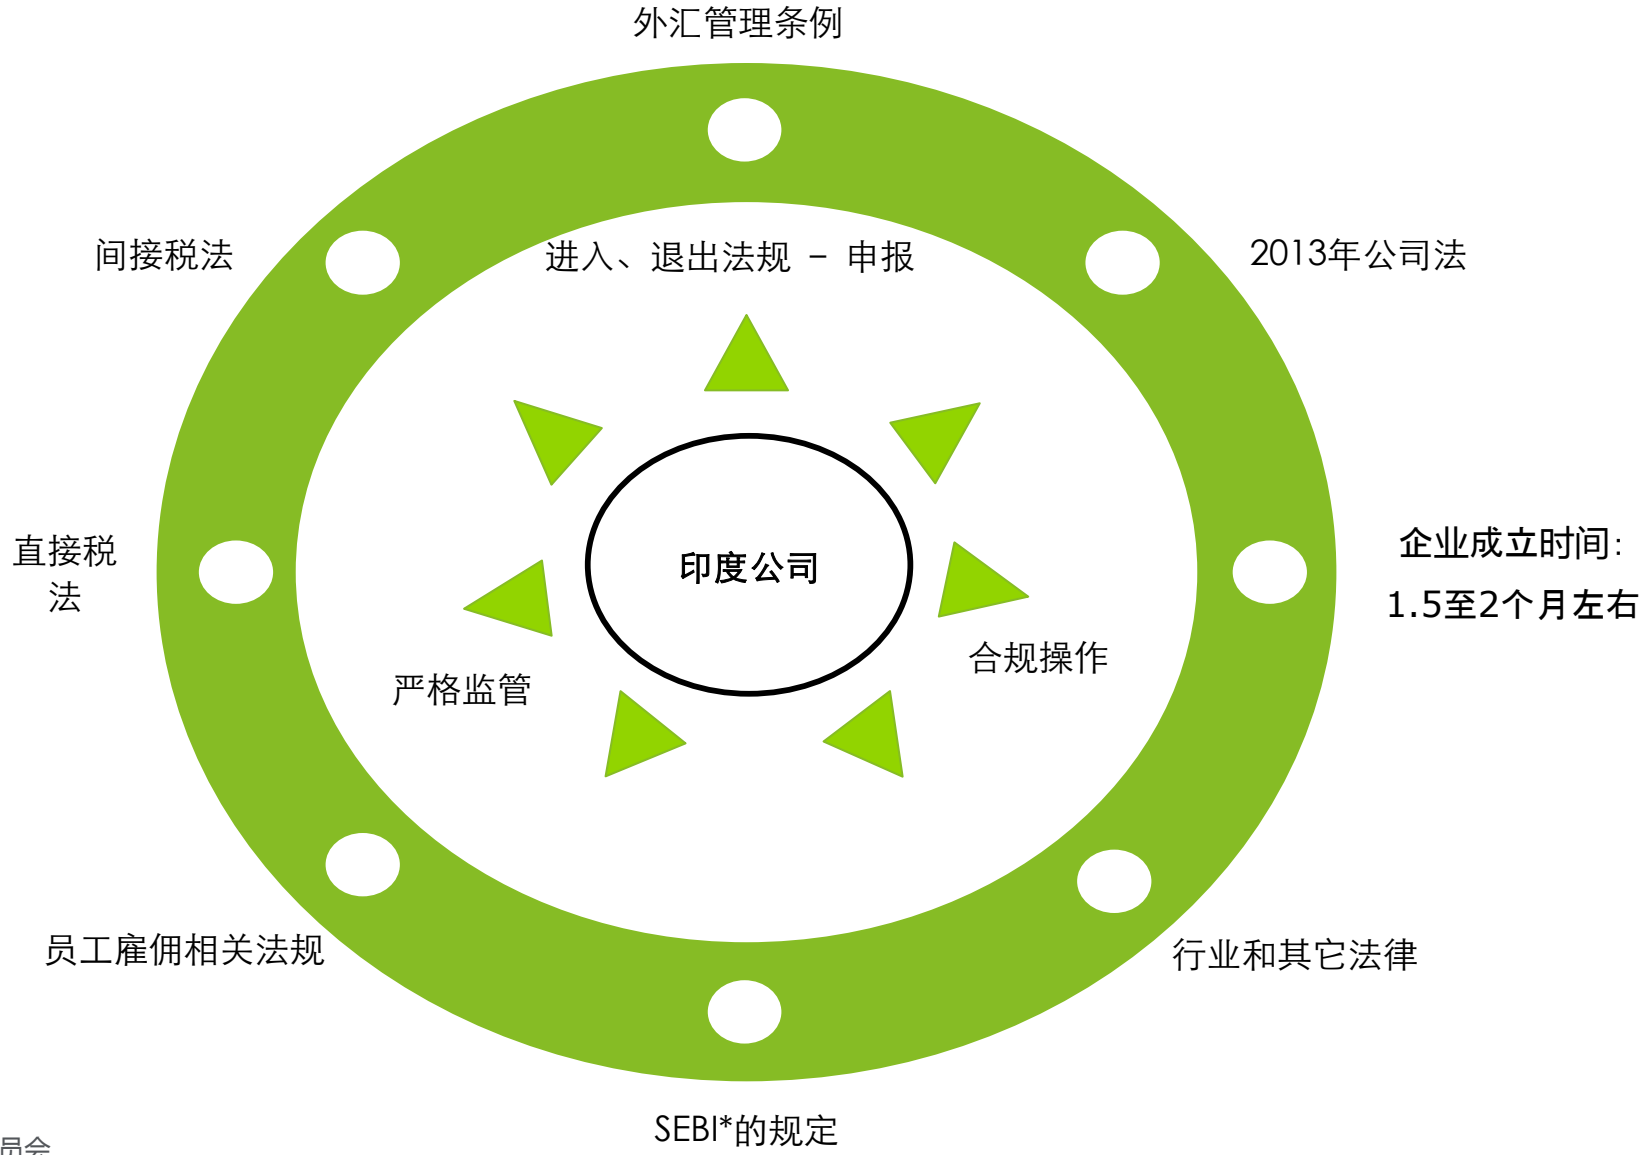 外汇管理条例
间接税法
进入、退出法规 – 申报
2013年公司法
直接税
法
印度公司
企业成立时间:
1.5至2个月左右
合规操作
严格监管
员工雇佣相关法规
行业和其它法律
SEBI*的规定
员会